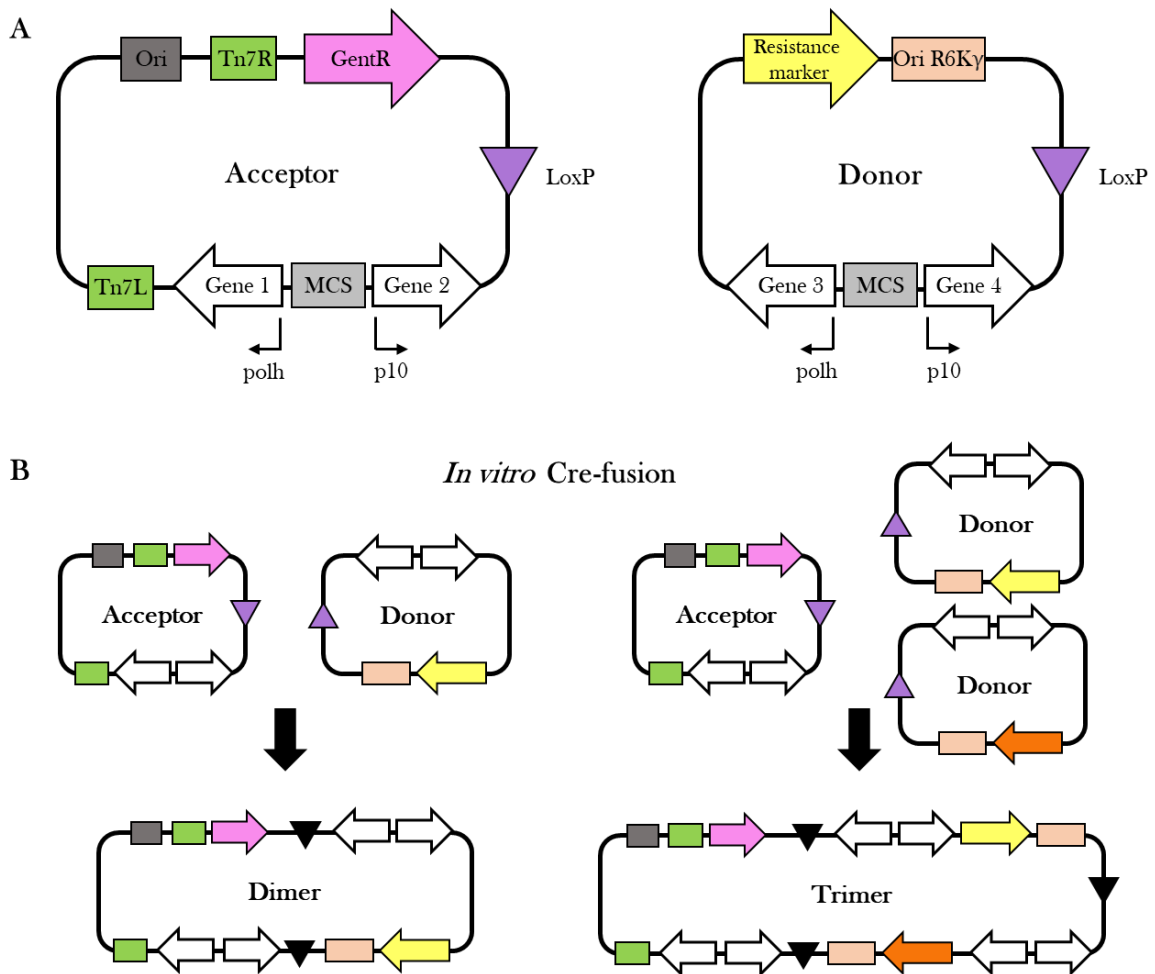 A
Ori
Tn7R
GentR
Resistance
marker
Ori R6Kγ
Acceptor
LoxP
Donor
LoxP
Tn7L
Gene 1
MCS
Gene 2
Gene 3
MCS
Gene 4
polh
p10
polh
p10
B
In vitro Cre-fusion
Donor
Acceptor
Donor
Acceptor
Donor
Dimer
Trimer